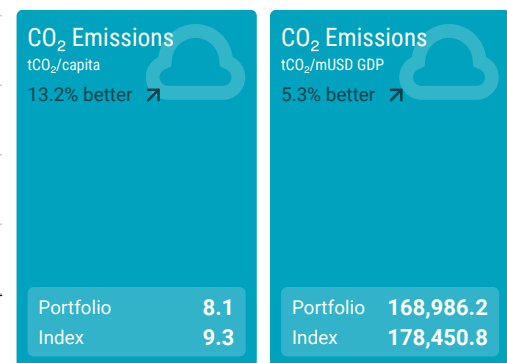 CO₂ Emissions
tCO₂/capita
13.2% better
Portfolio 8.1
Index 9.3
CO₂ Emissions
tCO₂/mUSD GDP
5.3% better
Portfolio 168,986.2
Index 178,450.8